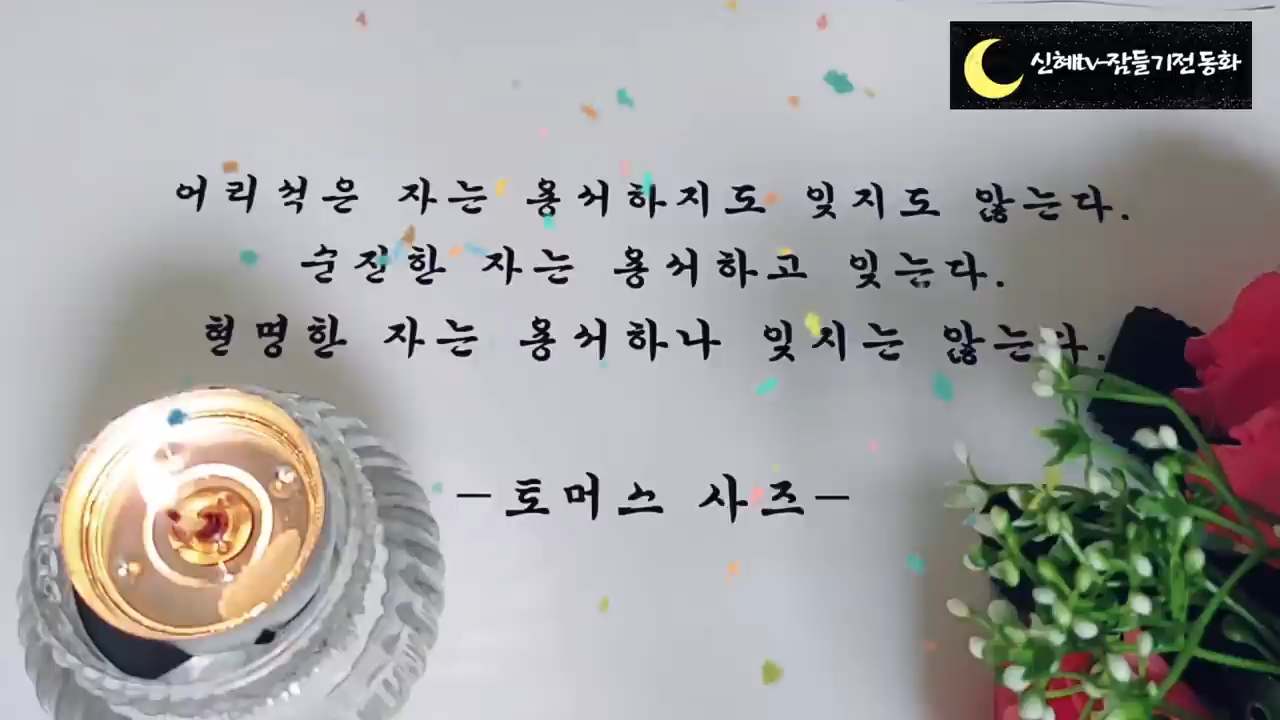 신혜tv-잠들기전 동화
어리석은 자는 용서하지도 잊지도 않는다.
순진한 자는 용서하고 잊는다.
현명한 자는 용서하나 잊지는 않는다.
-토머스 사즈-